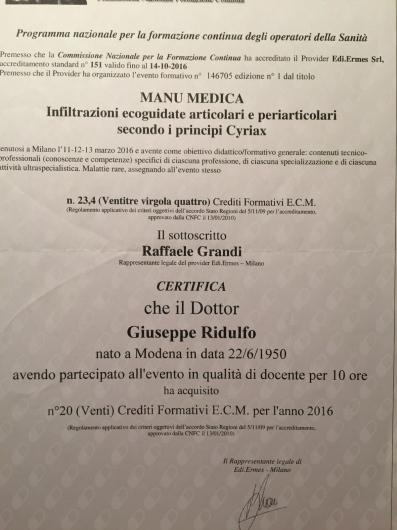 Programma nazionale per la formazione continua degli operatori della Sanità
Premesso che la Commissione Nazionale per la Formazione Continua ha accreditato il Provider Edi.Ermes Srl,
accreditamento standard n° 151 valido fino al 14-10-2016
Premesso che il Provider ha organizzato l'evento formativo n° 146705 edizione n° 1 dal titolo
MANU MEDICA
Infiltrazioni ecoguidate articolari e periarticolari
secondo i principi Cyriax
tenutosi a Milano l'11-12-13 marzo 2016 e avente come obiettivo didattico/formativo generale: contenuti tecnico-
professionali (conoscenze e competenze) specifici di ciascuna professione, di ciascuna specializzazione e di ciascuna
attività ultraspecialistica. Malattie rare, assegnando all'evento stesso
n. 23,4 (Ventitre virgola quattro) Crediti Formativi E.C.M.
(Regolamento applicativo dei criteri oggettivi dell'accordo Stato Regioni del 5/11/09 per l'accreditamento,
approvato dalla CNFC il 13/01/2010)
Il sottoscritto
Raffaele Grandi
Rappresentante legale del provider Edi.Ermes – Milano
CERTIFICA
che il Dottor
Giuseppe Ridulfo
nato a Modena in data 22/6/1950
avendo partecipato all'evento in qualità di docente per 10 ore
ha acquisito
n°20 (Venti) Crediti Formativi E.C.M. per l'anno 2016
(Regolamento applicativo dei criteri oggettivi dell'accordo Stato Regioni del 5/11/09 per l'accreditamento,
approvato dalla CNFC il 13/01/2010)
Il Rappresentante legale di
Edi.Ermes - Milano